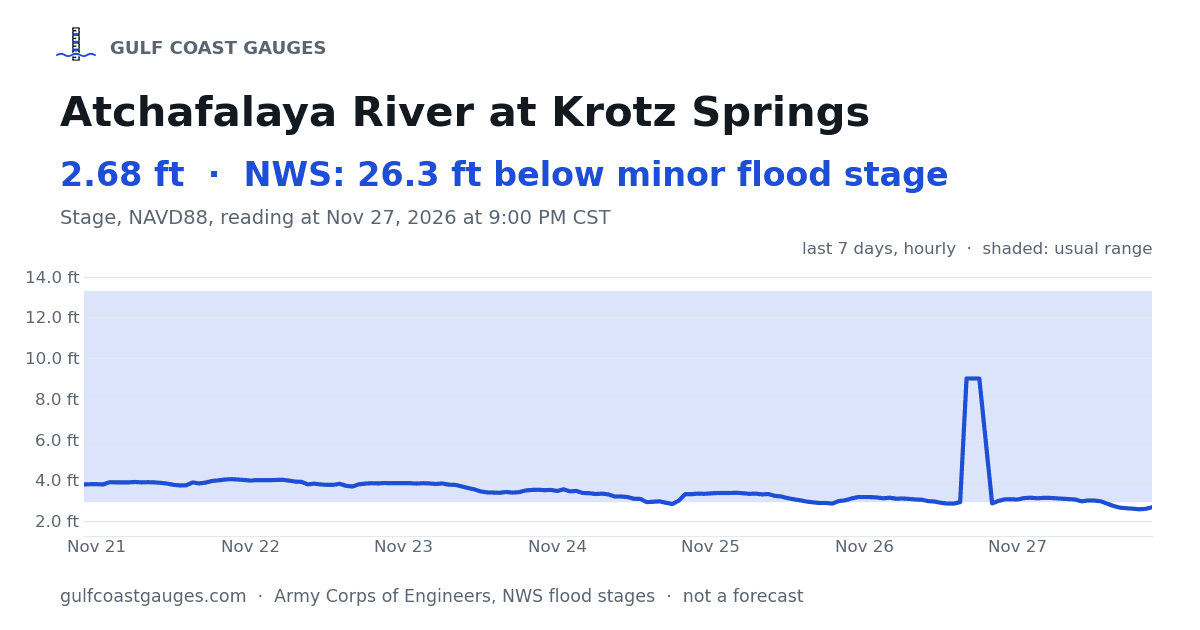 GULF COAST GAUGES
Atchafalaya River at Krotz Springs
2.68 ft · NWS: 26.3 ft below minor flood stage
Stage, NAVD88, reading at Nov 27, 2026 at 9:00 PM CST
last 7 days, hourly · shaded: usual range
14.0 ft
12.0 ft
10.0 ft
8.0 ft
6.0 ft
4.0 ft
2.0 ft
Nov 21 Nov 22 Nov 23 Nov 24 Nov 25 Nov 26 Nov 27
gulfcoastgauges.com · Army Corps of Engineers, NWS flood stages · not a forecast